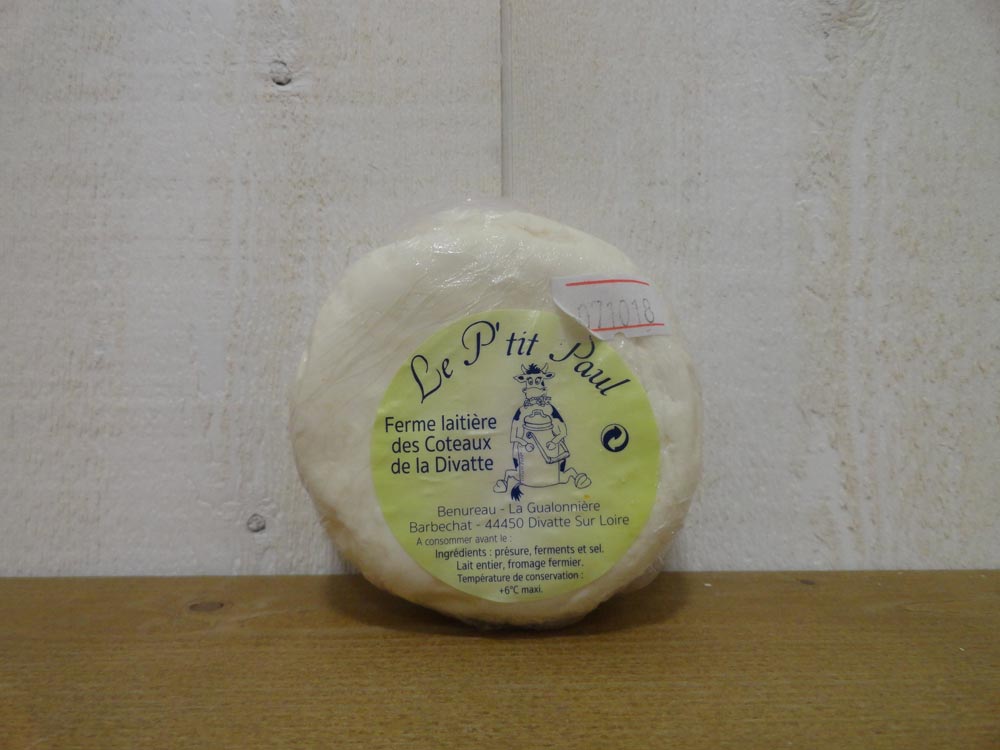 071018
Le P'tit Paul
Ferme laitière
des Coteaux
de la Divatte
Benureau - La Gualonnière
Barbechat - 44450 Divatte Sur Loire
A consommer avant le :
Ingrédients : présure, ferments et sel.
Lait entier, fromage fermier.
Température de conservation :
+6°C maxi.